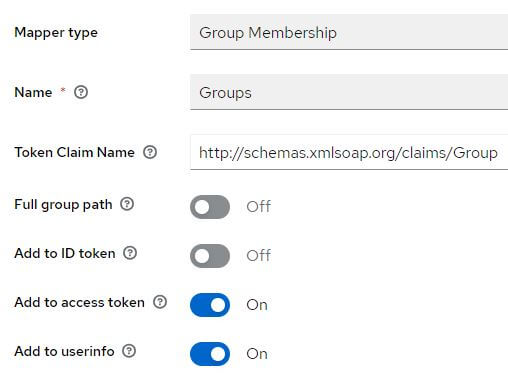 Mapper type Group Membership
Name * Groups
Token Claim Name http://schemas.xmlsoap.org/claims/Group
Full group path Off
Add to ID token Off
Add to access token On
Add to userinfo On